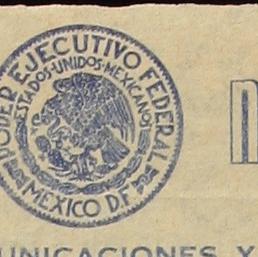 PODER EJECUTIVO FEDERAL
ESTADOS·UNIDOS·MEXICANOS
MEXICO D.F.
UNICACIONES Y